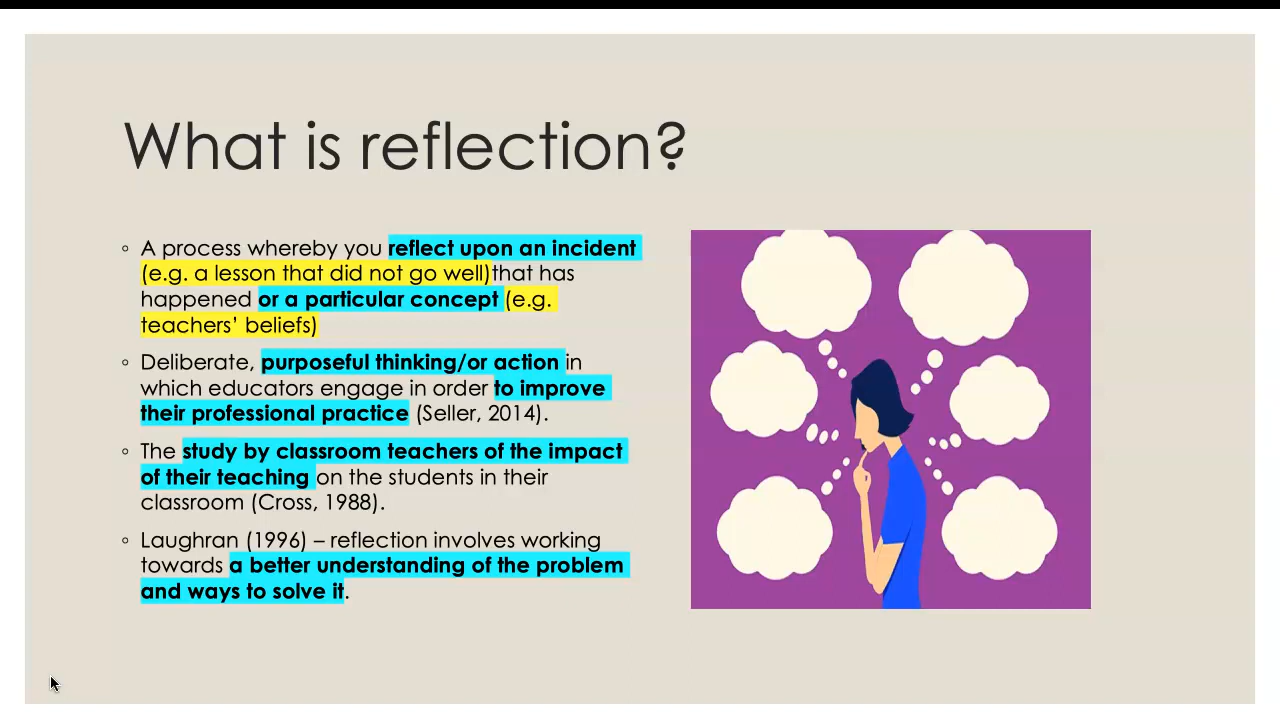 What is reflection?
◦ A process whereby you reflect upon an incident
(e.g. a lesson that did not go well)that has
happened or a particular concept (e.g.
teachers’ beliefs)
◦ Deliberate, purposeful thinking/or action in
which educators engage in order to improve
their professional practice (Seller, 2014).
◦ The study by classroom teachers of the impact
of their teaching on the students in their
classroom (Cross, 1988).
◦ Laughran (1996) – reflection involves working
towards a better understanding of the problem
and ways to solve it.